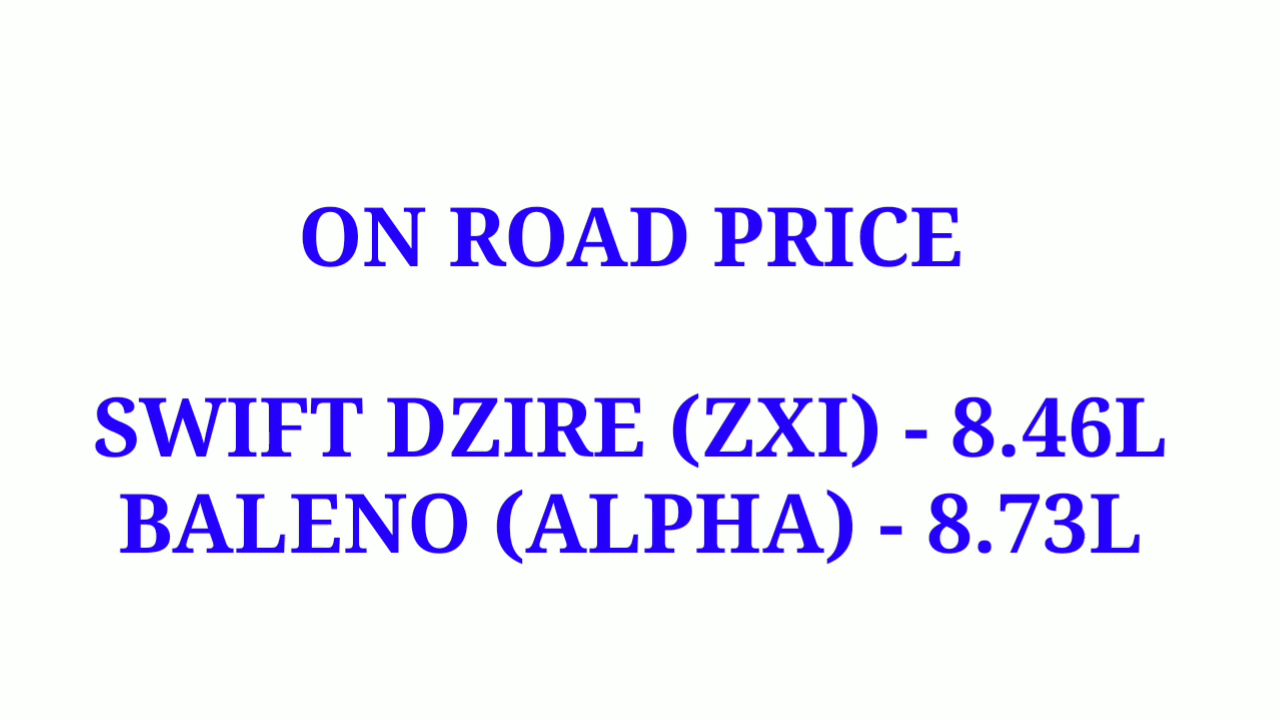 ON ROAD PRICE
SWIFT DZIRE (ZXI) - 8.46L
BALENO (ALPHA) - 8.73L